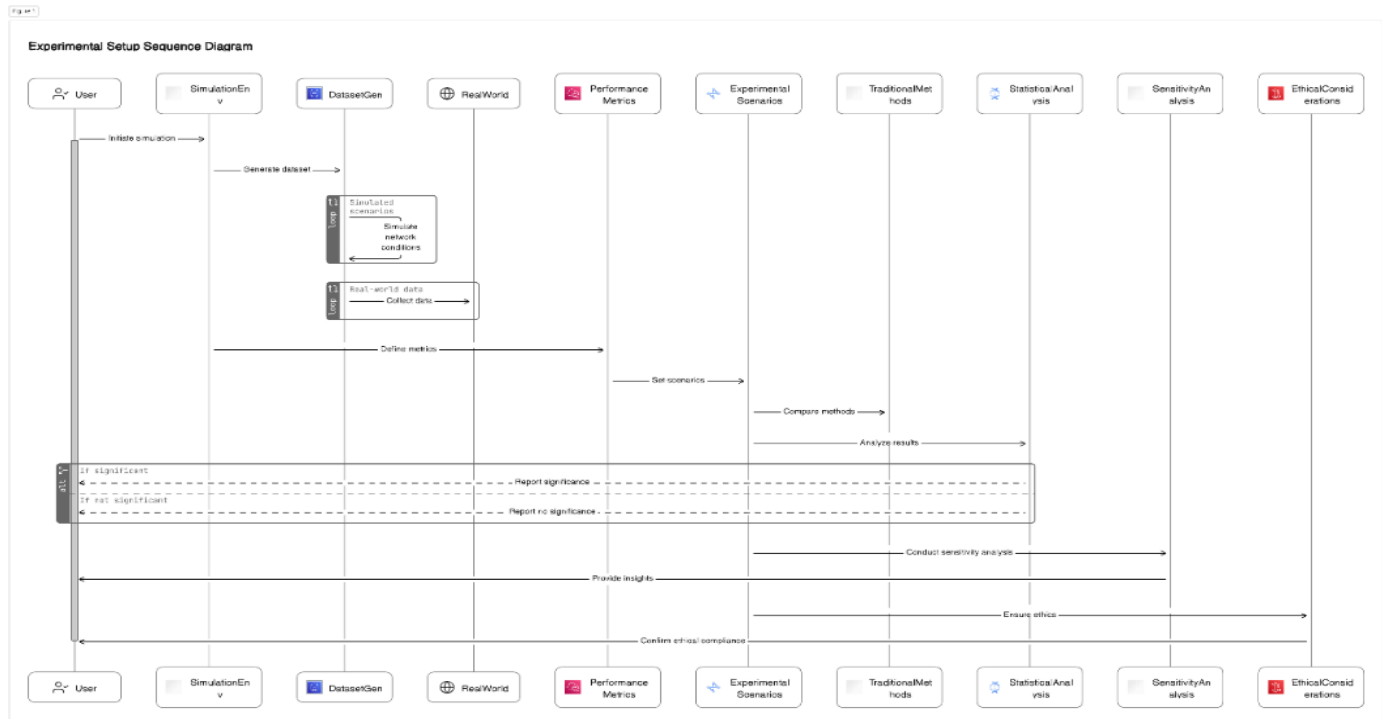 Experimental Setup Sequence Diagram
User
SimulationEn
v
DatasetGen
RealWorld
Performance
Metrics
Experimental
Scenarios
TraditionalMet
hods
StatisticalAnal
ysis
SensitivityAn
alysis
EthicalConsid
erations
Initiate simulation
Generate dataset
loop
Simulated
scenarios
Simulate
network
conditions
loop
Real-world data
Collect data
Define metrics
Set scenarios
Compare methods
Analyze results
alt
If significant
Report significance
If not significant
Report no significance
Conduct sensitivity analysis
Provide insights
Ensure ethics
Confirm ethical compliance
User
SimulationEn
v
DatasetGen
RealWorld
Performance
Metrics
Experimental
Scenarios
TraditionalMet
hods
StatisticalAnal
ysis
SensitivityAn
alysis
EthicalConsid
erations